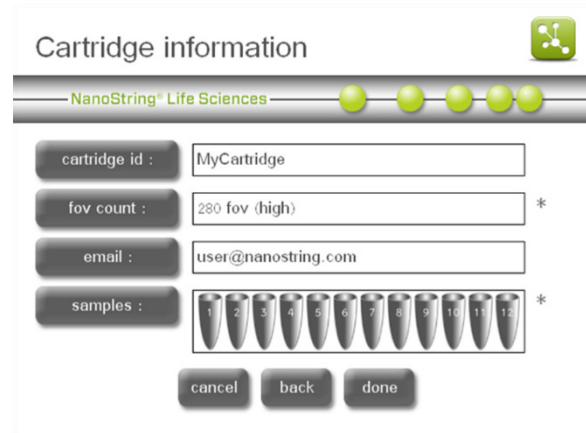 Cartridge information
NanoString® Life Sciences
cartridge id : MyCartridge
fov count : 280 fov (high) *
email : user@nanostring.com
samples : 1 2 3 4 5 6 7 8 9 10 11 12 *
cancel back done